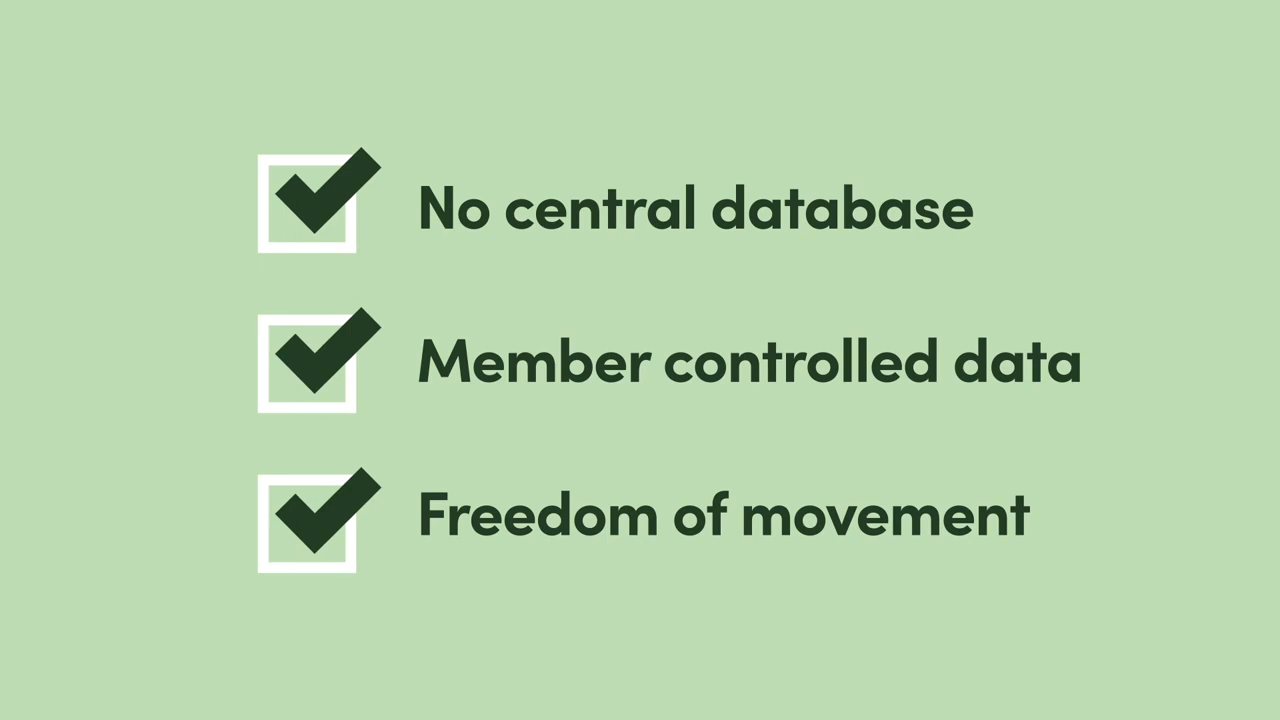 No central database
Member controlled data
Freedom of movement